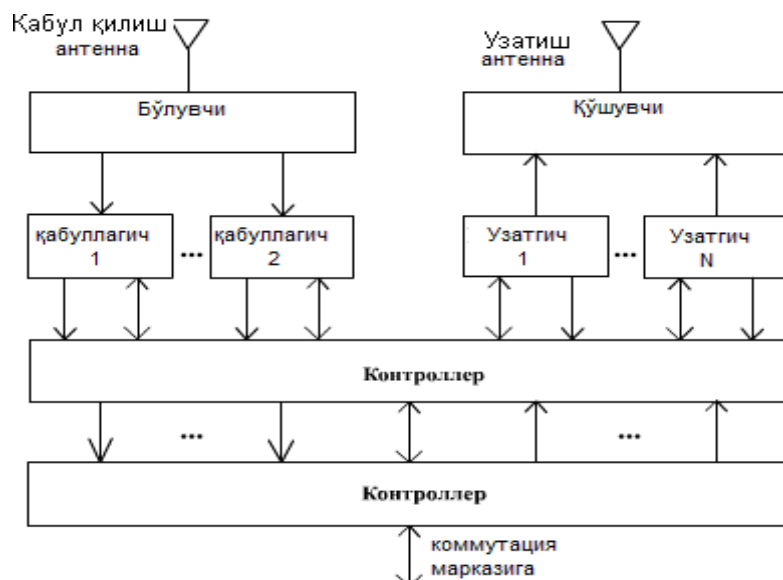 Қабул қилиш
антенна
Узатиш
антенна
Бўлувчи
Қўшувчи
қабуллагич
1
...
қабуллагич
2
Узатгич
1
...
Узатгич
N
Контроллер
...
...
Контроллер
коммутация
марказига